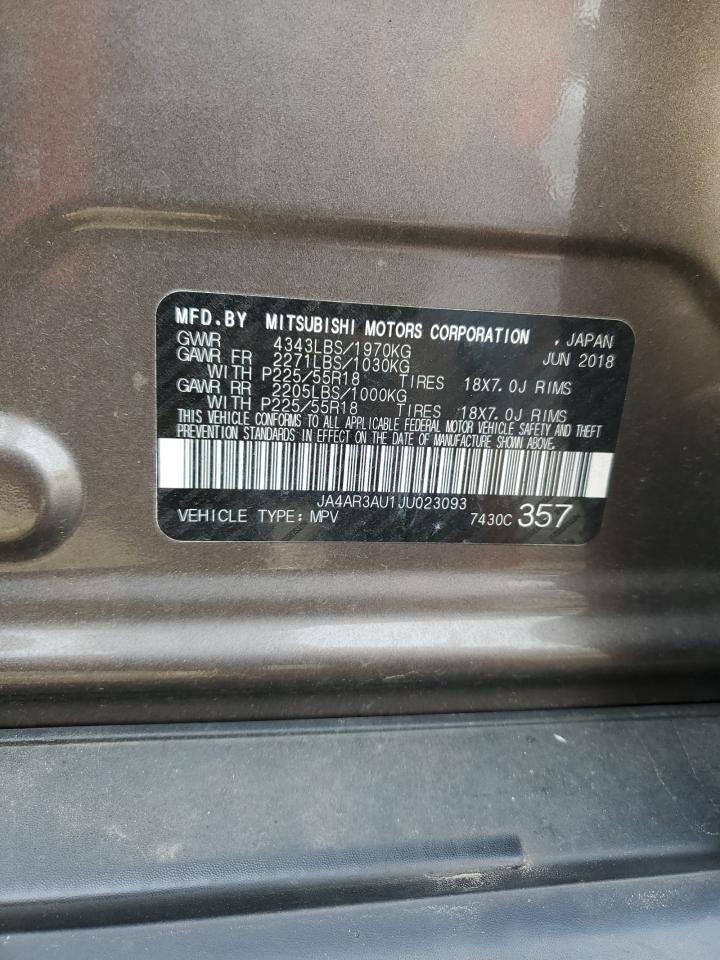 MFD.BY MITSUBISHI MOTORS CORPORATION . JAPAN
GVWR 4343LBS/1970KG JUN 2018
GAWR FR 2271LBS/1030KG
WITH P225/55R18 TIRES 18X7.0J RIMS
GAWR RR 2205LBS/1000KG
WITH P225/55R18 TIRES 18X7.0J RIMS
THIS VEHICLE CONFORMS TO ALL APPLICABLE FEDERAL MOTOR VEHICLE SAFETY AND THEFT
PREVENTION STANDARDS IN EFFECT ON THE DATE OF MANUFACTURE SHOWN ABOVE.
JA4AR3AU1JU023093
VEHICLE TYPE: MPV 7430C 357